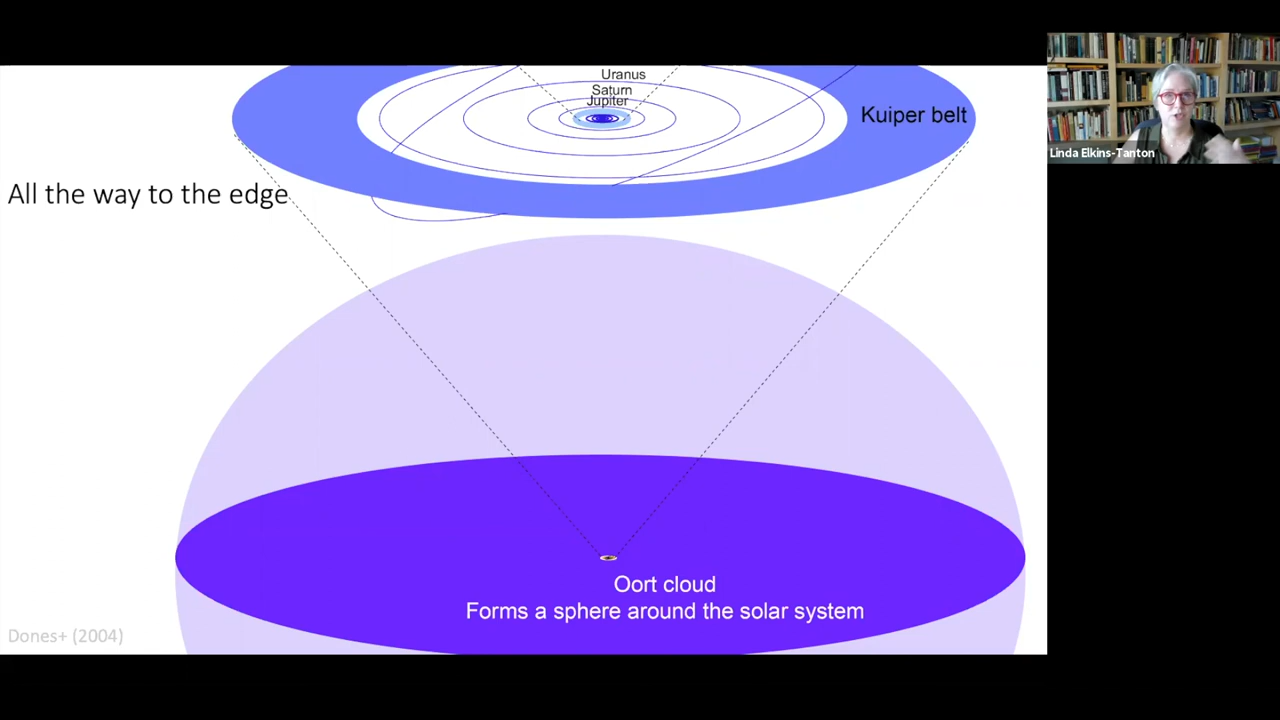 Uranus
Saturn
Jupiter
Kuiper belt
Linda Elkins-Tanton
All the way to the edge
Oort cloud
Forms a sphere around the solar system
Dones+ (2004)